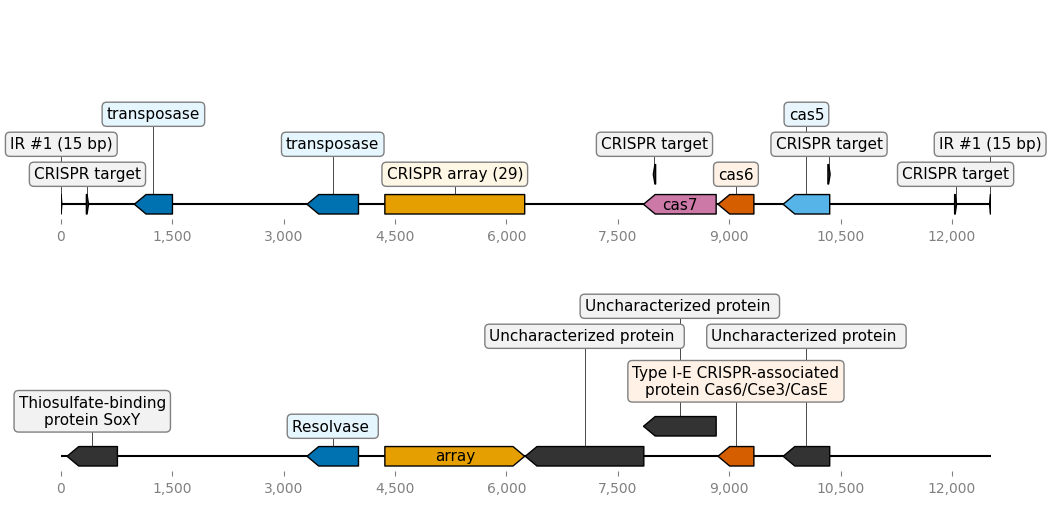 transposase
cas5
IR #1 (15 bp)
transposase
CRISPR target
CRISPR target
IR #1 (15 bp)
CRISPR target
CRISPR array (29)
cas6
CRISPR target
cas7
0
1,500
3,000
4,500
6,000
7,500
9,000
10,500
12,000
Uncharacterized protein
Uncharacterized protein
Uncharacterized protein
Type I-E CRISPR-associated
protein Cas6/Cse3/CasE
Thiosulfate-binding
protein SoxY
Resolvase
array
0
1,500
3,000
4,500
6,000
7,500
9,000
10,500
12,000